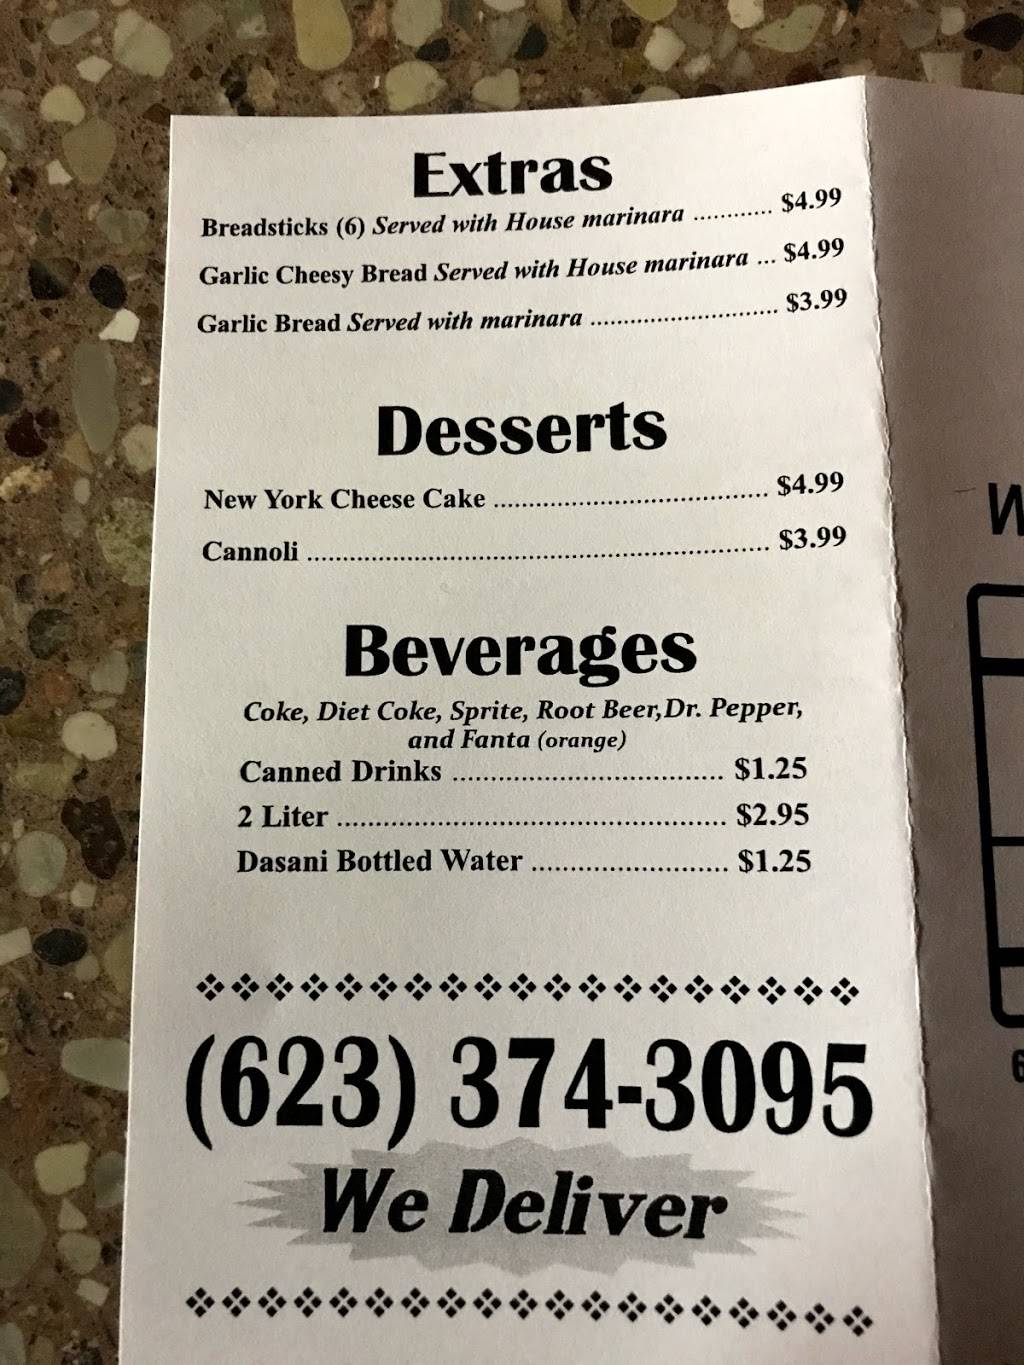 Extras
Breadsticks (6) Served with House marinara ............ $4.99
Garlic Cheesy Bread Served with House marinara ... $4.99
Garlic Bread Served with marinara ............................ $3.99
Desserts
New York Cheese Cake ......................................... $4.99
Cannoli ..................................................................... $3.99
Beverages
Coke, Diet Coke, Sprite, Root Beer,Dr. Pepper,
and Fanta (orange)
Canned Drinks .................................. $1.25
2 Liter ................................................. $2.95
Dasani Bottled Water ........................ $1.25
(623) 374-3095
We Deliver